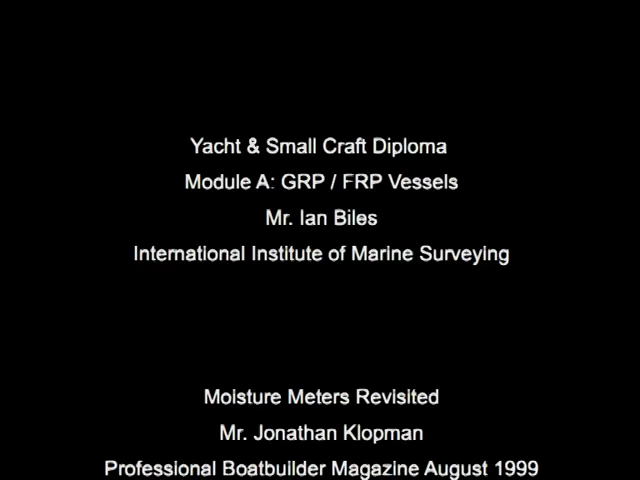 Yacht & Small Craft Diploma
Module A: GRP / FRP Vessels
Mr. Ian Biles
International Institute of Marine Surveying
Moisture Meters Revisited
Mr. Jonathan Klopman
Professional Boatbuilder Magazine August 1999